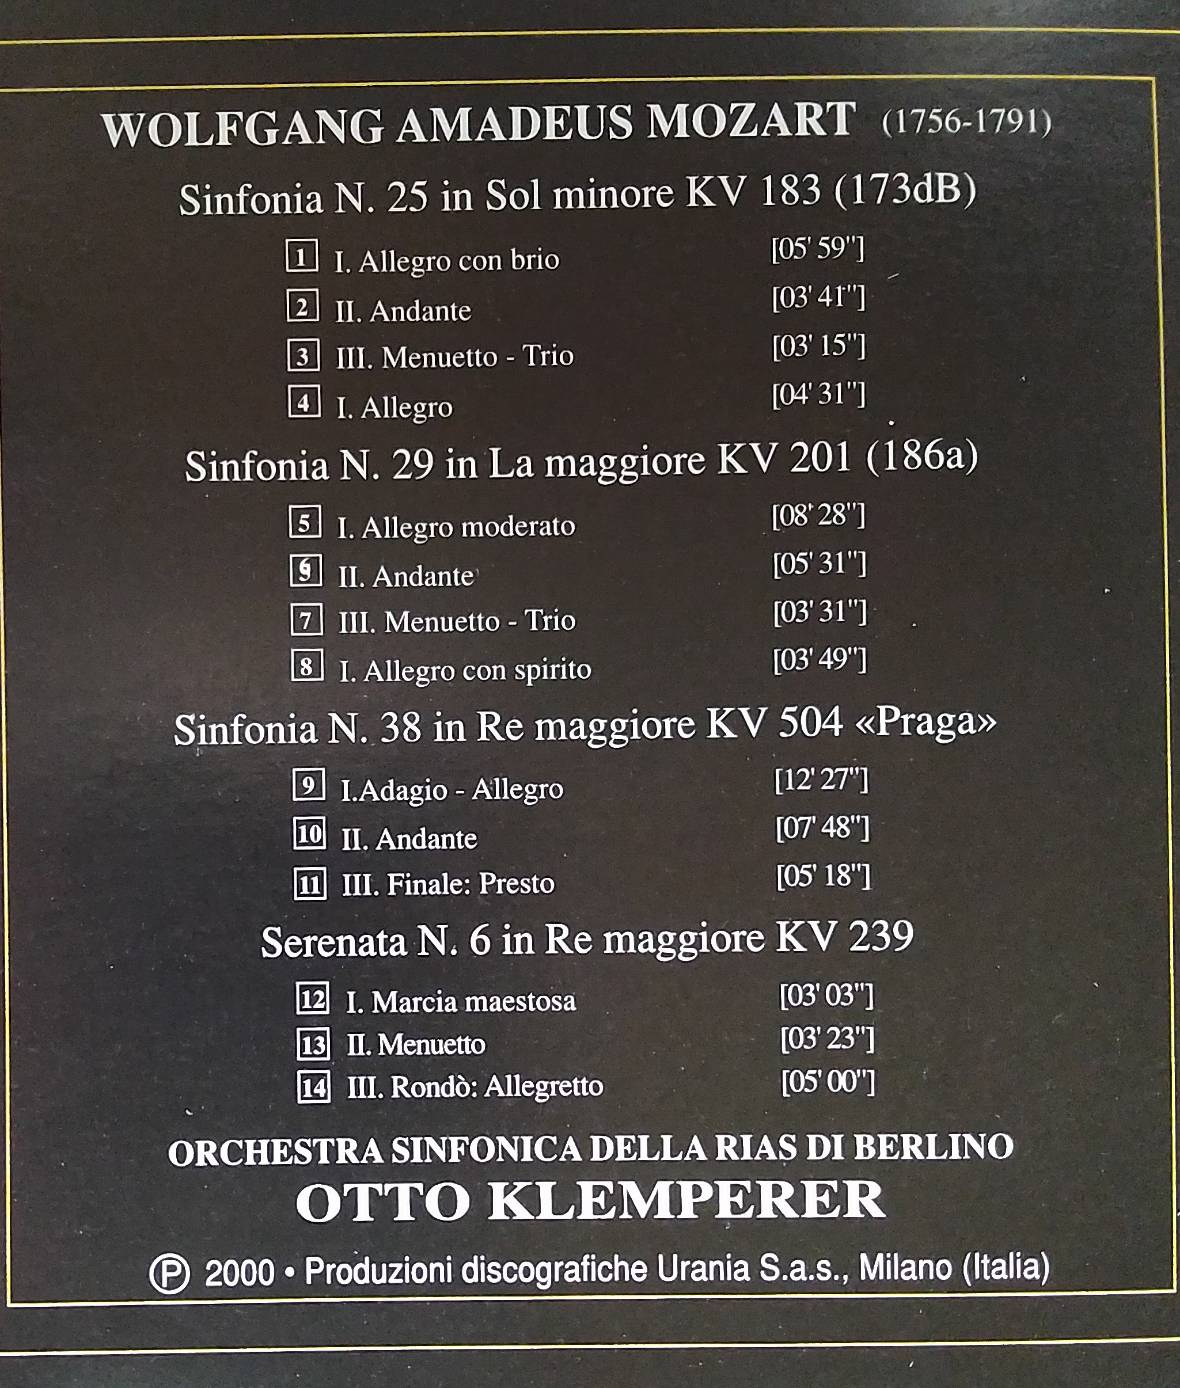 WOLFGANG AMADEUS MOZART (1756-1791)
Sinfonia N. 25 in Sol minore KV 183 (173dB)
1 I. Allegro con brio [05' 59"]
2 II. Andante [03' 41"]
3 III. Menuetto - Trio [03' 15"]
4 I. Allegro [04' 31"]
Sinfonia N. 29 in La maggiore KV 201 (186a)
5 I. Allegro moderato [08' 28"]
II. Andante [05' 31"]
7 III. Menuetto - Trio [03' 31"]
8 I. Allegro con spirito [03' 49"]
Sinfonia N. 38 in Re maggiore KV 504 «Praga»
9 I.Adagio - Allegro [12' 27"]
10 II. Andante [07' 48"]
11 III. Finale: Presto [05' 18"]
Serenata N. 6 in Re maggiore KV 239
12 I. Marcia maestosa [03' 03"]
13 II. Menuetto [03' 23"]
14 III. Rondò: Allegretto [05' 00"]
ORCHESTRA SINFONICA DELLA RIAS DI BERLINO
OTTO KLEMPERER
℗ 2000 • Produzioni discografiche Urania S.a.s., Milano (Italia)